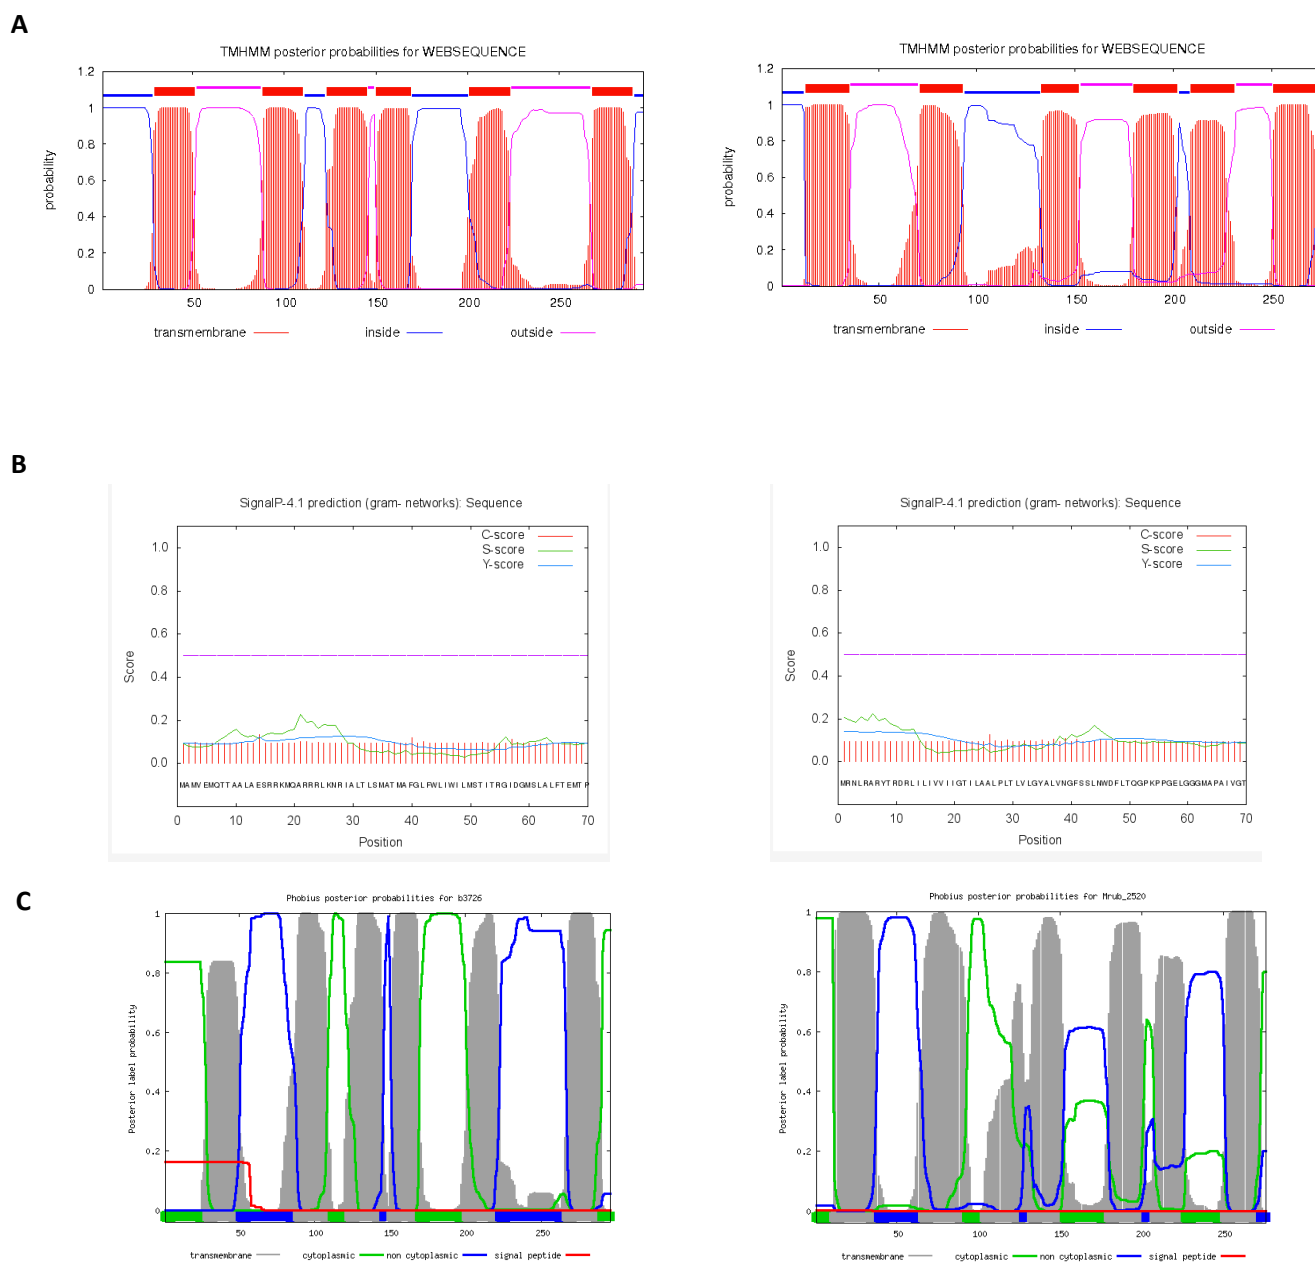 A
TMHMM posterior probabilities for WEBSEQUENCE
probability
1.2
1
0.8
0.6
0.4
0.2
0
50 100 150 200 250
transmembrane inside outside
TMHMM posterior probabilities for WEBSEQUENCE
probability
1.2
1
0.8
0.6
0.4
0.2
0
50 100 150 200 250
transmembrane inside outside
B
SignalP-4.1 prediction (gram- networks): Sequence
C-score
S-score
Y-score
Score
1.0
0.8
0.6
0.4
0.2
0.0
MAMVEMQTTAALAESRRKMQARRRLKNRIALTLSMATMAFGLFWLIWILMSTITRGIDGMSLALFTEMTP
0 10 20 30 40 50 60 70
Position
SignalP-4.1 prediction (gram- networks): Sequence
C-score
S-score
Y-score
Score
1.0
0.8
0.6
0.4
0.2
0.0
MRNLRARYTRDRLILIVVIIGTILAALPLTLVLGYALVNGFSSLNWDFLTQGPKPPGELGGGMAPAIVGT
0 10 20 30 40 50 60 70
Position
C
Phobius posterior probabilities for b3726
Posterior label probability
1
0.8
0.6
0.4
0.2
0
50 100 150 200 250
transmembrane cytoplasmic non cytoplasmic signal peptide
Phobius posterior probabilities for Mrub_2520
Posterior label probability
1
0.8
0.6
0.4
0.2
0
50 100 150 200 250
transmembrane cytoplasmic non cytoplasmic signal peptide